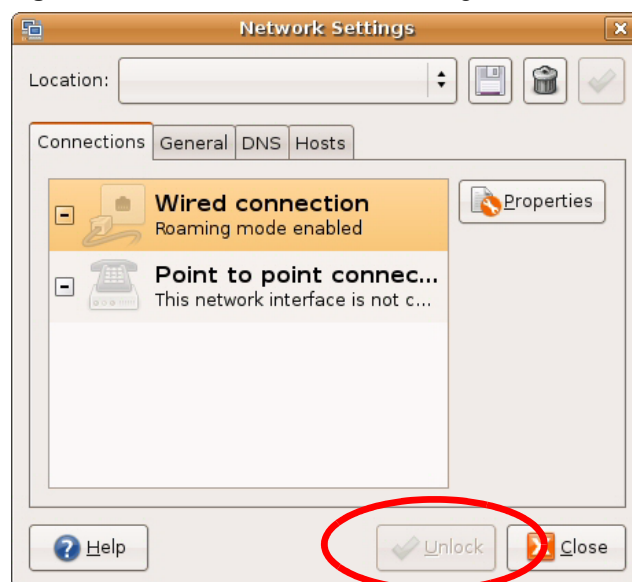 Network Settings
Location:
Connections General DNS Hosts
Wired connection
Roaming mode enabled
Properties
Point to point connec...
This network interface is not c...
Help
Unlock
Close